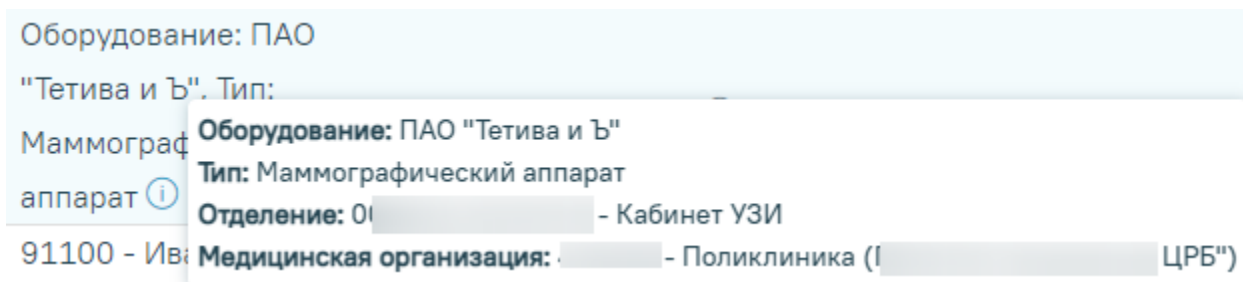 Оборудование: ПАО
"Тетива и Ъ", Тип:
Маммограф
аппарат
91100 - Ива
Оборудование: ПАО "Тетива и Ъ"
Тип: Маммографический аппарат
Отделение: - Кабинет УЗИ
Медицинская организация: - Поликлиника ( ЦРБ")